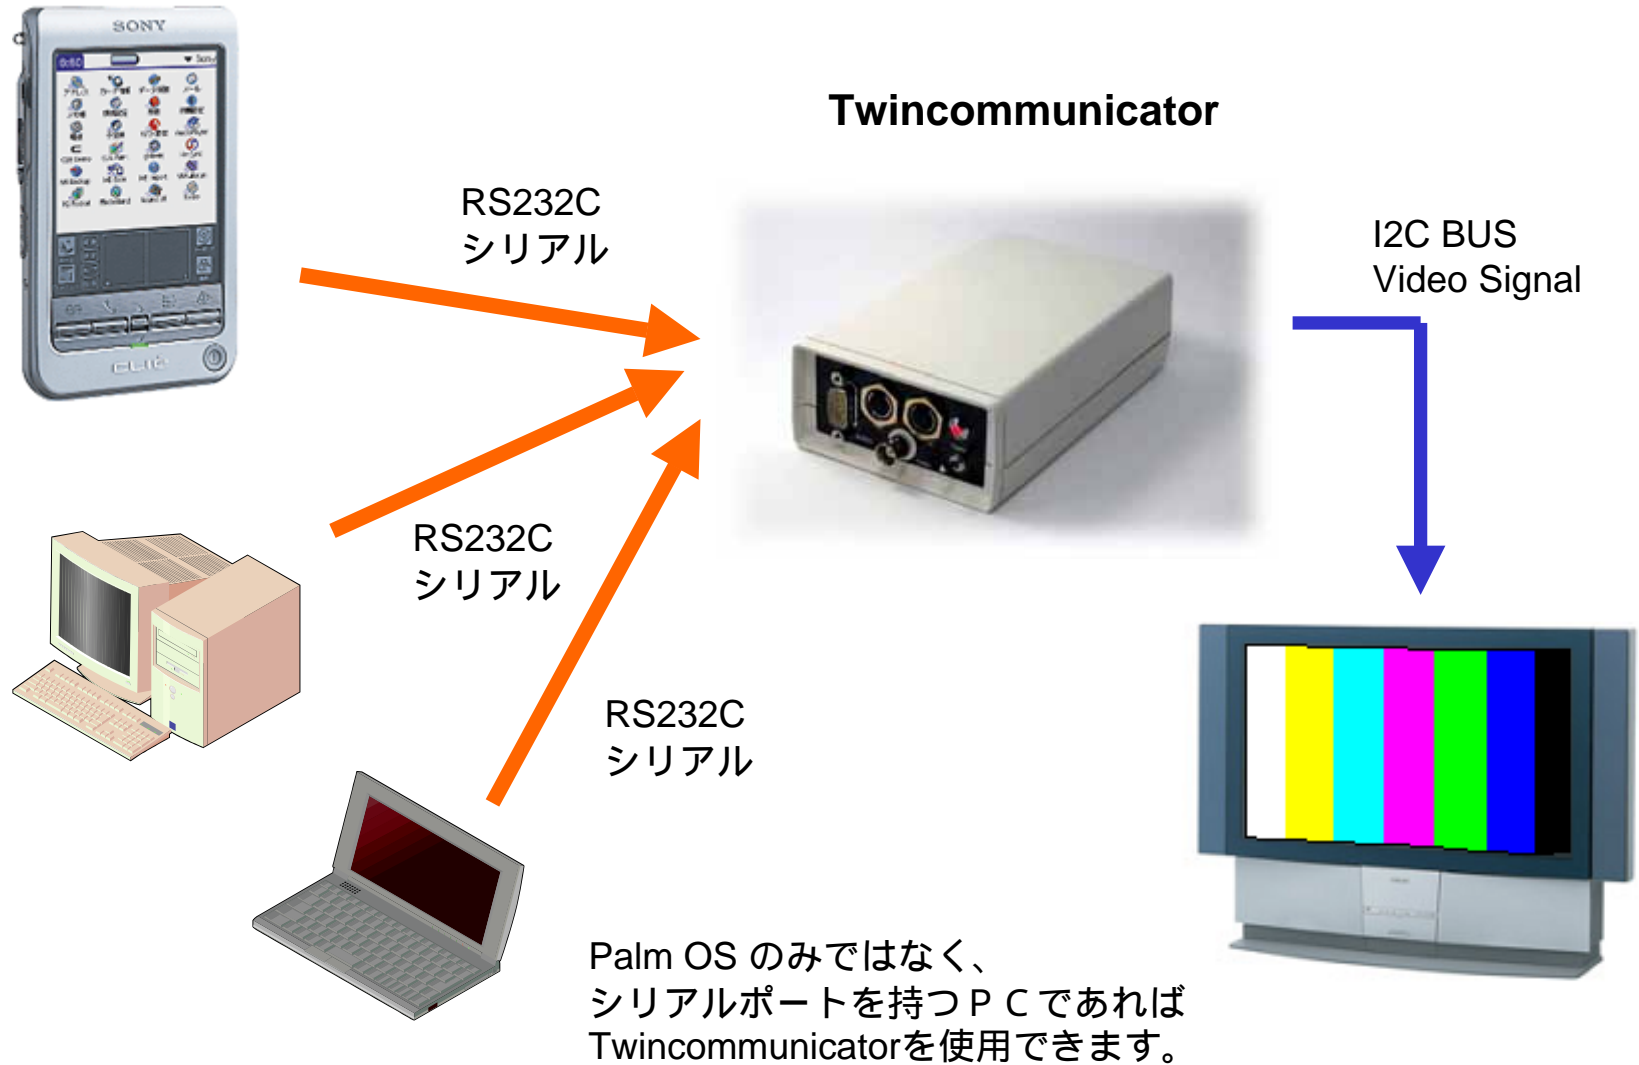 SONY
Twincommunicator
RS232C
シリアル
I2C BUS
Video Signal
RS232C
シリアル
RS232C
シリアル
CLIÉ
Palm OS のみではなく、
シリアルポートを持つＰＣであれば
Twincommunicatorを使用できます。